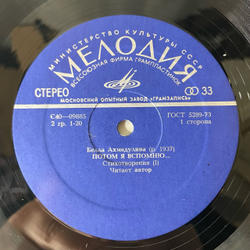 МИНИСТЕРСТВО КУЛЬТУРЫ СССР
МЕЛОДИЯ
ВСЕСОЮЗНАЯ ФИРМА ГРАМПЛАСТИНОК
СТЕРЕО
33
МОСКОВСКИЙ ОПЫТНЫЙ ЗАВОД «ГРАМЗАПИСЬ»
С40—09885 ГОСТ 5289-73
2 гр. 1-20 1 сторона
Белла Ахмадулина (р. 1937)
ПОТОМ Я ВСПОМНЮ...
Стихотворения (1)
Читает автор